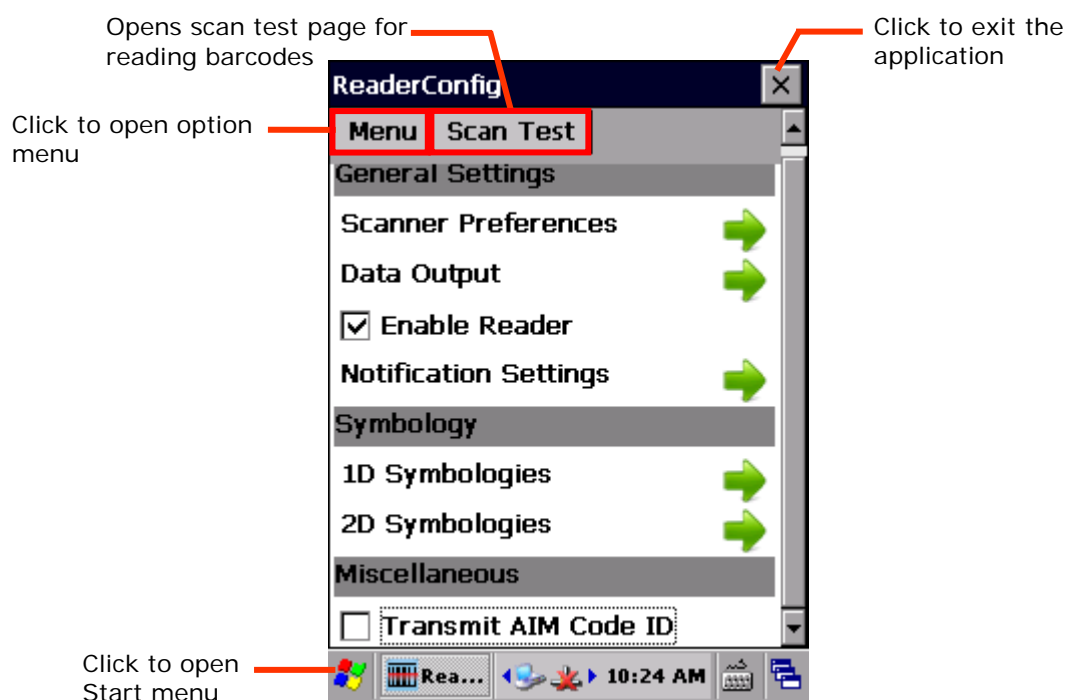 Opens scan test page for
reading barcodes
Click to exit the
application
Click to open option
menu
ReaderConfig
Menu Scan Test
General Settings
Scanner Preferences
Data Output
Enable Reader
Notification Settings
Symbology
1D Symbologies
2D Symbologies
Miscellaneous
Transmit AIM Code ID
Click to open
Start menu
Rea... 10:24 AM